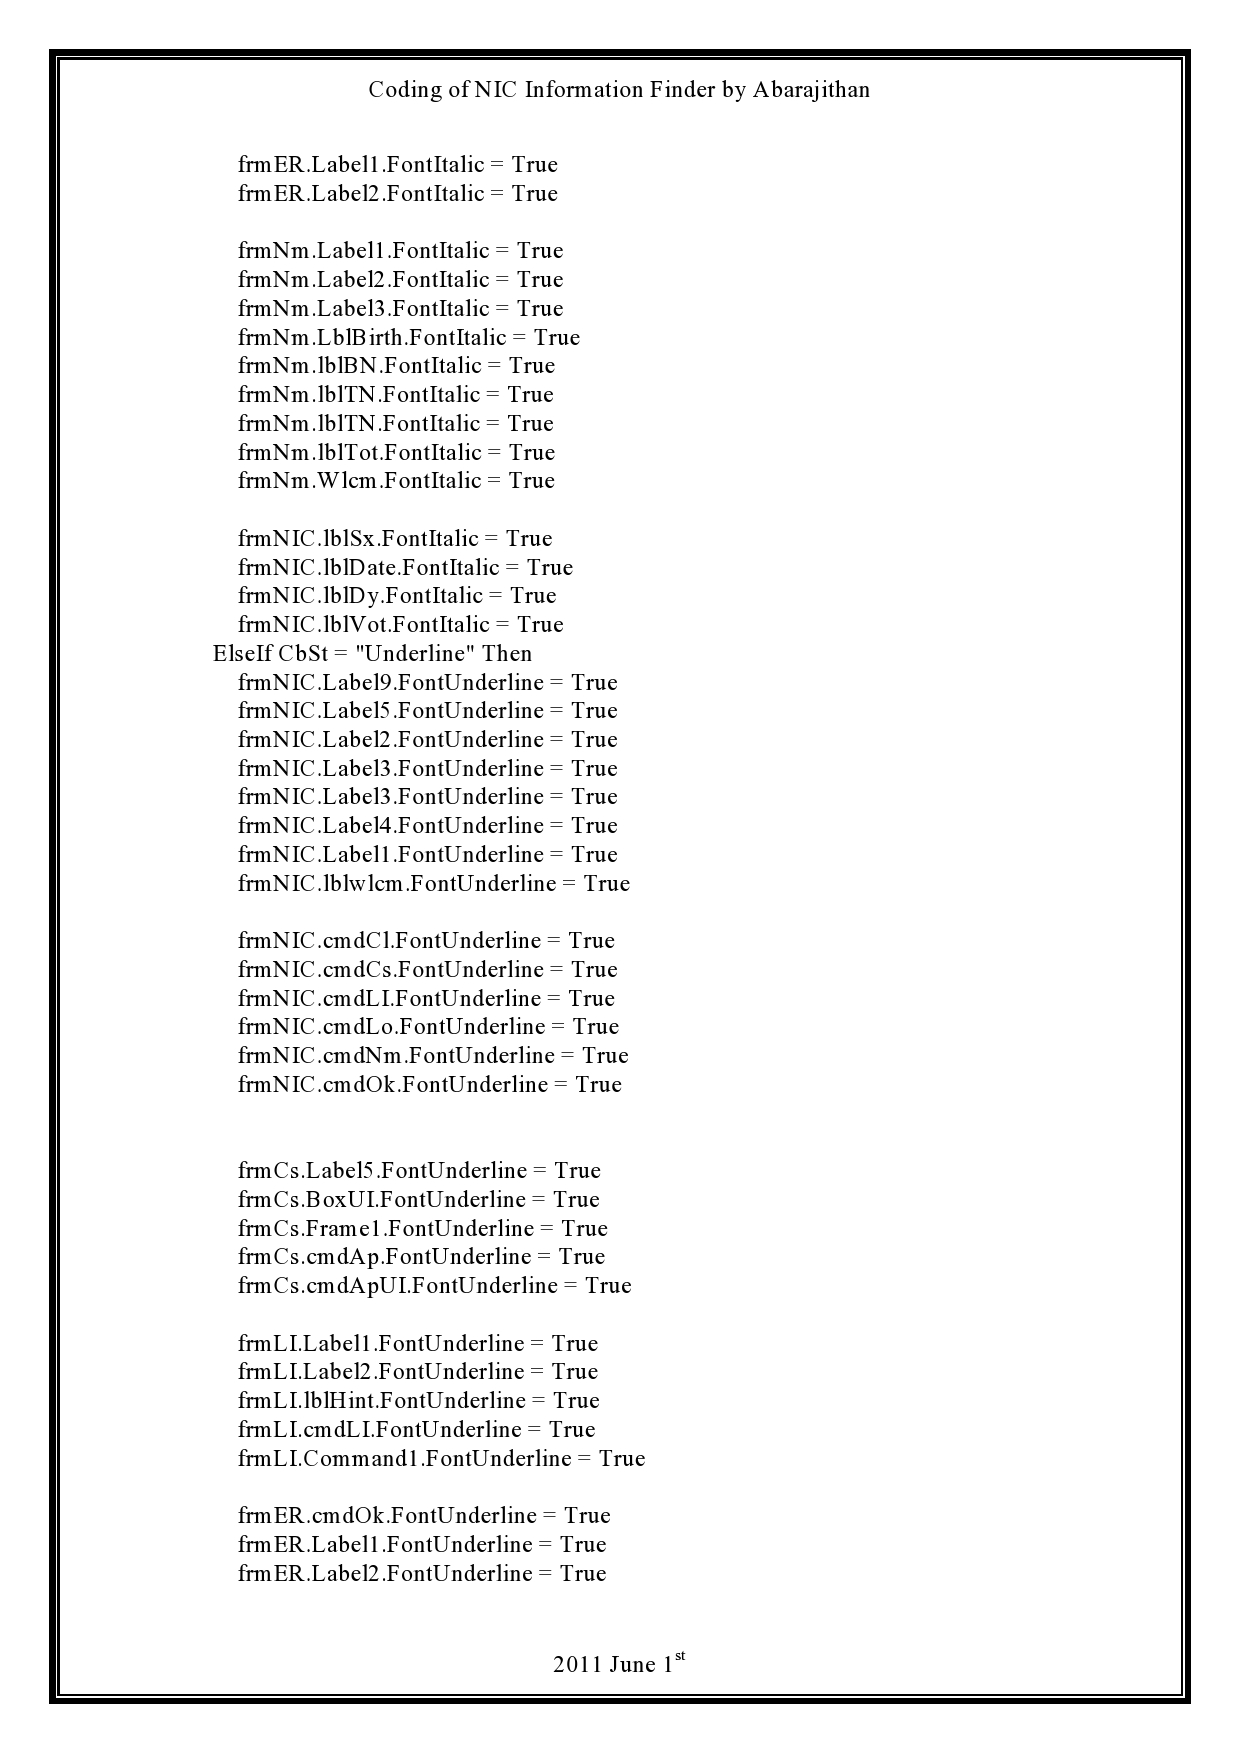 Coding of NIC Information Finder by Abarajithan
frmER.Label1.FontItalic = True
frmER.Label2.FontItalic = True
frmNm.Label1.FontItalic = True
frmNm.Label2.FontItalic = True
frmNm.Label3.FontItalic = True
frmNm.LblBirth.FontItalic = True
frmNm.lblBN.FontItalic = True
frmNm.lblTN.FontItalic = True
frmNm.lblTN.FontItalic = True
frmNm.lblTot.FontItalic = True
frmNm.Wlcm.FontItalic = True
frmNIC.lblSx.FontItalic = True
frmNIC.lblDate.FontItalic = True
frmNIC.lblDy.FontItalic = True
frmNIC.lblVot.FontItalic = True
ElseIf CbSt = "Underline" Then
frmNIC.Label9.FontUnderline = True
frmNIC.Label5.FontUnderline = True
frmNIC.Label2.FontUnderline = True
frmNIC.Label3.FontUnderline = True
frmNIC.Label3.FontUnderline = True
frmNIC.Label4.FontUnderline = True
frmNIC.Label1.FontUnderline = True
frmNIC.lblwlcm.FontUnderline = True
frmNIC.cmdCl.FontUnderline = True
frmNIC.cmdCs.FontUnderline = True
frmNIC.cmdLI.FontUnderline = True
frmNIC.cmdLo.FontUnderline = True
frmNIC.cmdNm.FontUnderline = True
frmNIC.cmdOk.FontUnderline = True
frmCs.Label5.FontUnderline = True
frmCs.BoxUI.FontUnderline = True
frmCs.Frame1.FontUnderline = True
frmCs.cmdAp.FontUnderline = True
frmCs.cmdApUI.FontUnderline = True
frmLI.Label1.FontUnderline = True
frmLI.Label2.FontUnderline = True
frmLI.lblHint.FontUnderline = True
frmLI.cmdLI.FontUnderline = True
frmLI.Command1.FontUnderline = True
frmER.cmdOk.FontUnderline = True
frmER.Label1.FontUnderline = True
frmER.Label2.FontUnderline = True
2011 June 1st